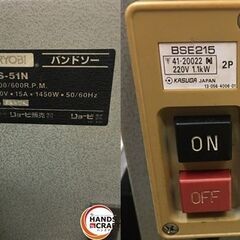 RYOBI
バンドソー
S-51N
00/600R.P.M.
0V・15A・1450W・50/60Hz
リョービ販売
リョービ
HANDS
CRAFT
BSE215
41-20022
220V 1.1kW
2P
KASUGA JAPAN
ON
OFF